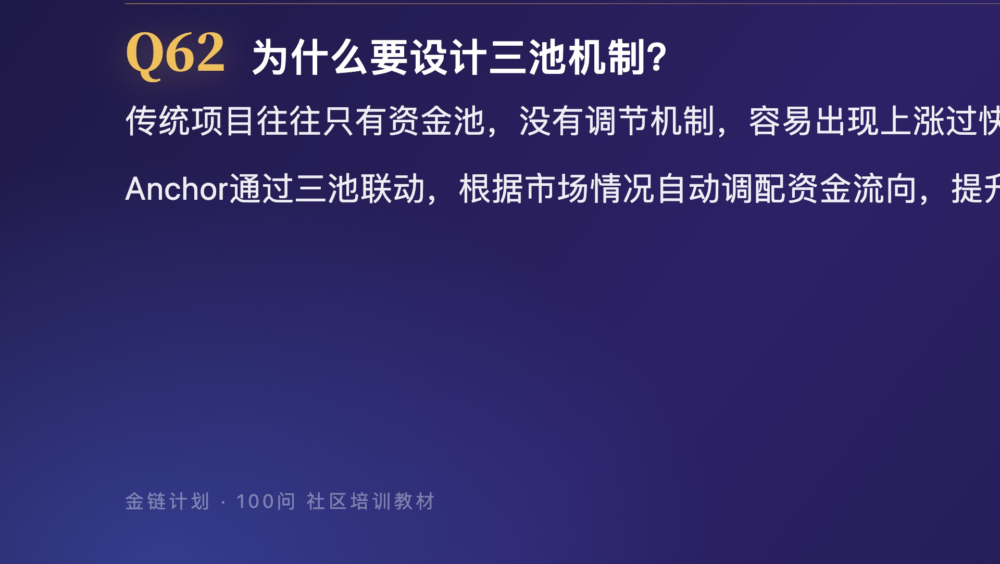 Q62 为什么要设计三池机制?
传统项目往往只有资金池，没有调节机制，容易出现上涨过快
Anchor通过三池联动，根据市场情况自动调配资金流向，提升
金链计划 · 100问 社区培训教材